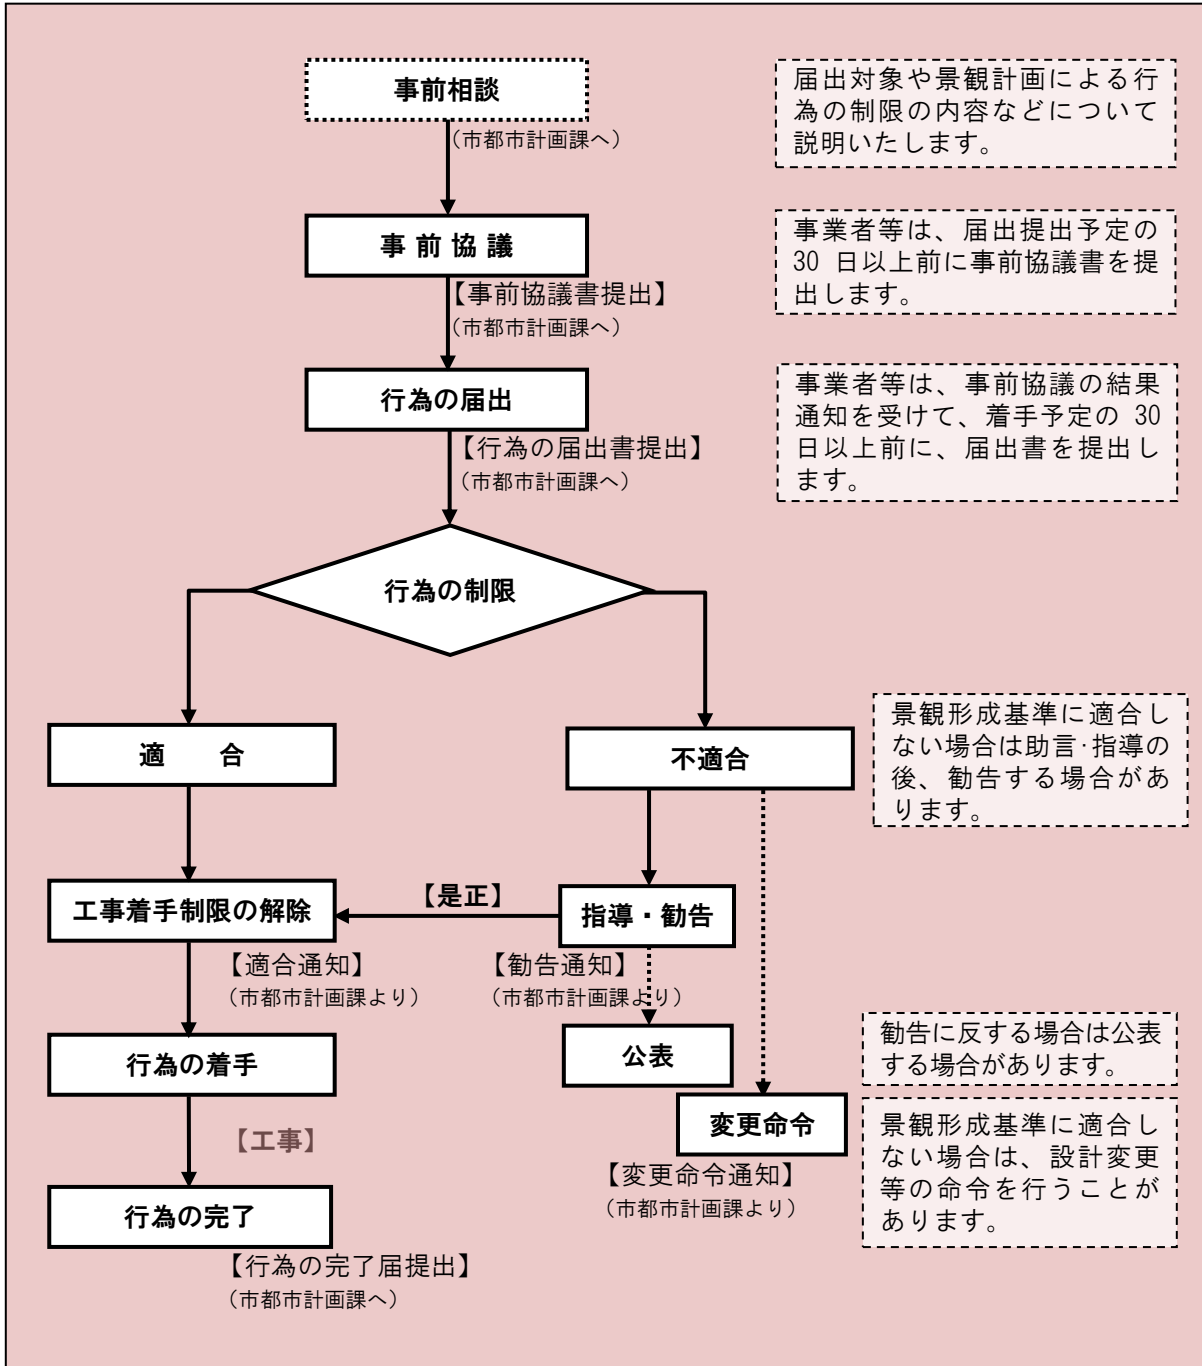 事前相談
（市都市計画課へ）
届出対象や景観計画による行
為の制限の内容などについて
説明いたします。
事 前 協 議
【事前協議書提出】
（市都市計画課へ）
事業者等は、届出提出予定の
30 日以上前に事前協議書を提
出します。
行為の届出
【行為の届出書提出】
（市都市計画課へ）
事業者等は、事前協議の結果
通知を受けて、着手予定の 30
日以上前に、届出書を提出し
ます。
行為の制限
適　合
不適合
景観形成基準に適合し
ない場合は助言･指導の
後、勧告する場合があ
ります。
工事着手制限の解除
【是正】
指導・勧告
【適合通知】
（市都市計画課より）
【勧告通知】
（市都市計画課より）
行為の着手
公表
勧告に反する場合は公表
する場合があります。
【工事】
変更命令
【変更命令通知】
（市都市計画課より）
景観形成基準に適合し
ない場合は、設計変更
等の命令を行うことが
あります。
行為の完了
【行為の完了届提出】
（市都市計画課へ）